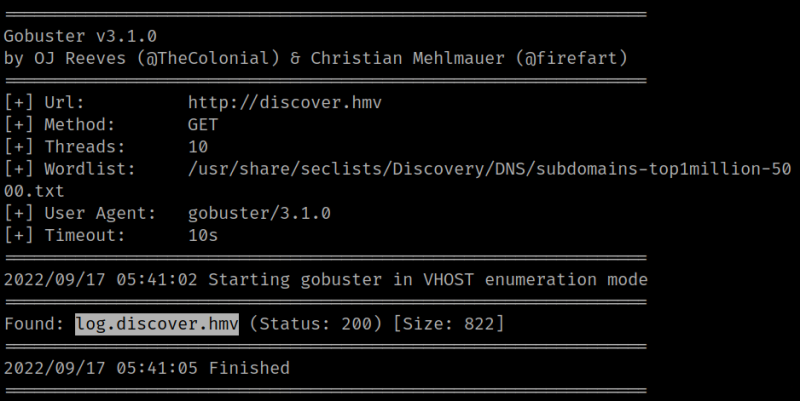 ===============================================================
Gobuster v3.1.0
by OJ Reeves (@TheColonial) & Christian Mehlmauer (@firefart)
===============================================================
[+] Url:          http://discover.hmv
[+] Method:       GET
[+] Threads:      10
[+] Wordlist:     /usr/share/seclists/Discovery/DNS/subdomains-top1million-50
00.txt
[+] User Agent:   gobuster/3.1.0
[+] Timeout:      10s
===============================================================
2022/09/17 05:41:02 Starting gobuster in VHOST enumeration mode
===============================================================
Found: log.discover.hmv (Status: 200) [Size: 822]
===============================================================
2022/09/17 05:41:05 Finished
===============================================================